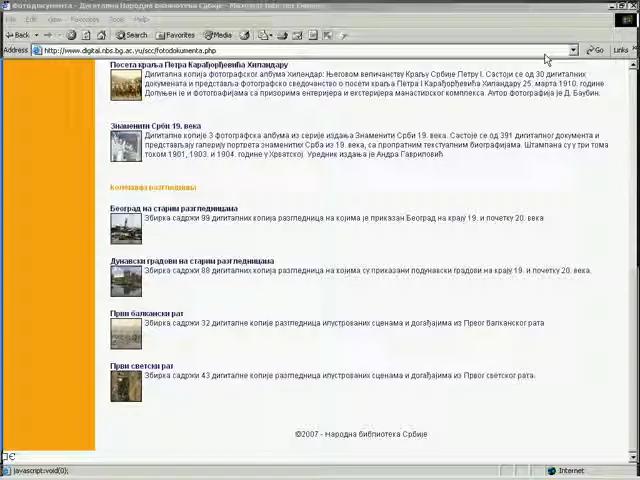 Фотодокумента - Дигитална Народна библиотека Србије - Microsoft Internet Explorer
File Edit View Favorites Tools Help
Back Search Favorites Media
Address http://www.digital.nbs.bg.ac.yu/scc/fotodokumenta.php Go Links
Посета краља Петра Карађорђевића Хиландару
Дигитална копија фотографског албума Хилендар: Његовом величанству Краљу Србије Петру I. Састоји се од 30 дигиталних
докумената и представља фотографско сведочанство о посети краља Петра I Карађорђевића Хиландару 25. марта 1910. године
Допуњен је и фотографијама са призорима ентеријера и екстеријера манастирског комплекса. Аутор фотографија је Д. Баубин.
Знаменити Срби 19. века
Дигиталне копије 3 фотографска албума из серије издања Знаменити Срби 19. века. Састоје се од 391 дигиталног документа и
представљају галерију портрета знаменитих Срба из 19. века, са пропратним текстуалним биографијама. Штампана су у три тома
током 1901, 1903. и 1904. године у Хрватској. Уредник издања је Андра Гавриловић
Колекција разгледница
Београд на старим разгледницама
Збирка садржи 99 дигиталних копија разгледница на којима је приказан Београд на крају 19. и почетку 20. века
Дунавски градови на старим разгледницама
Збирка садржи 88 дигиталних копија разгледница на којима су приказани подунавски градови на крају 19. и почетку 20. века.
Први балкански рат
Збирка садржи 32 дигиталне копије разгледница илустрованих сценама и догађајима из Првог балканског рата
Први светски рат
Збирка садржи 43 дигиталне копије разгледница илустрованих сценама и догађајима из Првог светског рата.
©2007 - Народна библиотека Србије
javascript:void(0); Internet